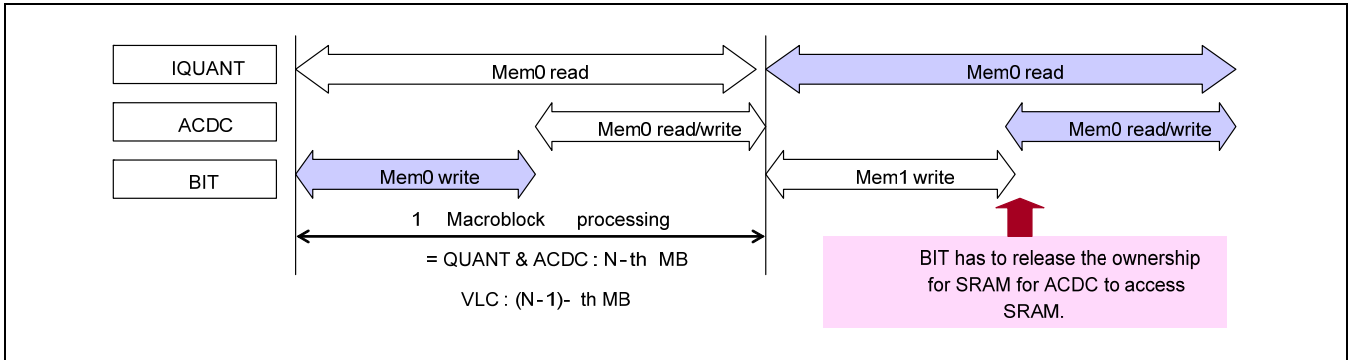 IQUANT
Mem0 read
Mem0 read
ACDC
Mem0 read/write
Mem0 read/write
BIT
Mem0 write
Mem1 write
1 Macroblock processing
= QUANT & ACDC : N-th MB
VLC : (N-1)- th MB
BIT has to release the ownership
for SRAM for ACDC to access
SRAM.